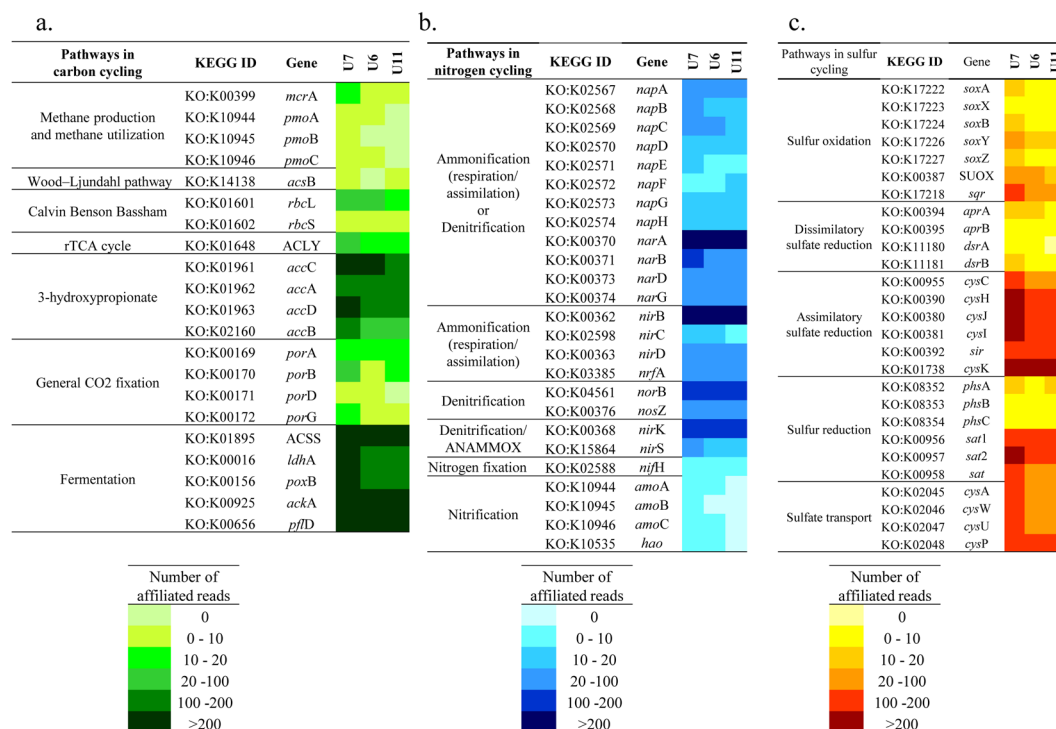 a.
Pathways in
carbon cycling
KEGG ID
Gene
U7
U6
U11
Methane production
and methane utilization
KO:K00399 mcrA
KO:K10944 pmoA
KO:K10945 pmoB
KO:K10946 pmoC
Wood–Ljundahl pathway KO:K14138 acsB
Calvin Benson Bassham
KO:K01601 rbcL
KO:K01602 rbcS
rTCA cycle KO:K01648 ACLY
3-hydroxypropionate
KO:K01961 accC
KO:K01962 accA
KO:K01963 accD
KO:K02160 accB
General CO2 fixation
KO:K00169 porA
KO:K00170 porB
KO:K00171 porD
KO:K00172 porG
Fermentation
KO:K01895 ACSS
KO:K00016 ldhA
KO:K00156 poxB
KO:K00925 ackA
KO:K00656 pflD
Number of
affiliated reads
0
0 - 10
10 - 20
20 -100
100 -200
>200
b.
Pathways in
nitrogen cycling
KEGG ID
Gene
U7
U6
U11
Ammonification
(respiration/
assimilation)
or
Denitrification
KO:K02567 napA
KO:K02568 napB
KO:K02569 napC
KO:K02570 napD
KO:K02571 napE
KO:K02572 napF
KO:K02573 napG
KO:K02574 napH
KO:K00370 narA
KO:K00371 narB
KO:K00373 narD
KO:K00374 narG
Ammonification
(respiration/
assimilation)
KO:K00362 nirB
KO:K02598 nirC
KO:K00363 nirD
KO:K03385 nrfA
Denitrification
KO:K04561 norB
KO:K00376 nosZ
Denitrification/
ANAMMOX
KO:K00368 nirK
KO:K15864 nirS
Nitrogen fixation KO:K02588 nifH
Nitrification
KO:K10944 amoA
KO:K10945 amoB
KO:K10946 amoC
KO:K10535 hao
Number of
affiliated reads
0
0 - 10
10 - 20
20 -100
100 -200
>200
c.
Pathways in sulfur
cycling
KEGG ID
Gene
U7
U6
U11
Sulfur oxidation
KO:K17222 soxA
KO:K17223 soxX
KO:K17224 soxB
KO:K17226 soxY
KO:K17227 soxZ
KO:K00387 SUOX
KO:K17218 sqr
Dissimilatory
sulfate reduction
KO:K00394 aprA
KO:K00395 aprB
KO:K11180 dsrA
KO:K11181 dsrB
Assimilatory
sulfate reduction
KO:K00955 cysC
KO:K00390 cysH
KO:K00380 cysJ
KO:K00381 cysI
KO:K00392 sir
KO:K01738 cysK
Sulfur reduction
KO:K08352 phsA
KO:K08353 phsB
KO:K08354 phsC
KO:K00956 sat1
KO:K00957 sat2
KO:K00958 sat
Sulfate transport
KO:K02045 cysA
KO:K02046 cysW
KO:K02047 cysU
KO:K02048 cysP
Number of
affiliated reads
0
0 - 10
10 - 20
20 -100
100 -200
>200